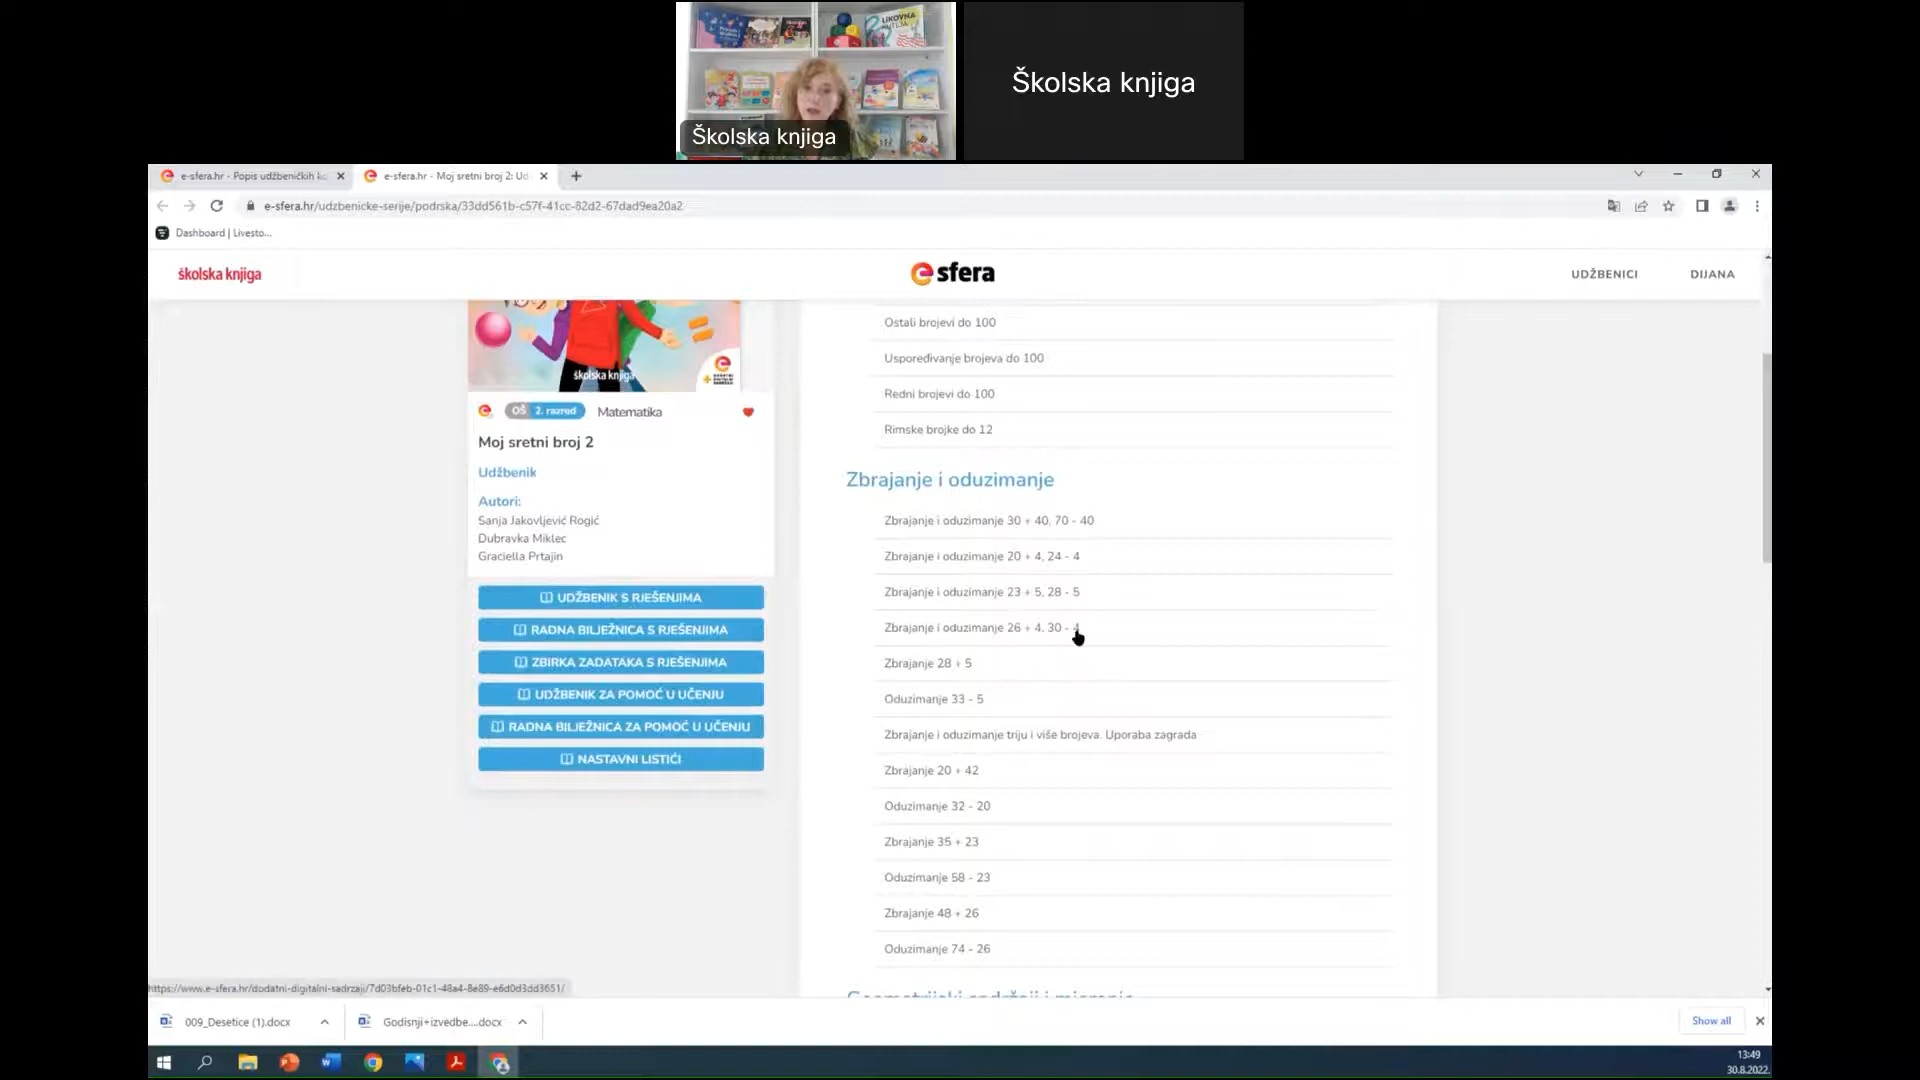 LIKOVNA
Školska knjiga
Školska knjiga
e-sfera.hr - Popis udžbeničkih
e-sfera.hr - Moj sretni broj 2: Ud
e-sfera.hr/udzbenicke-serije/podrska/33dd561b-c57f-41cc-82d2-67dad9ea20a2
Dashboard | Livesto...
školska knjiga
e sfera
UDŽBENICI
DIJANA
školska knjiga
OŠ 2. razred Matematika
Moj sretni broj 2
Udžbenik
Autori:
Sanja Jakovljević Rogić
Dubravka Miklec
Graciella Prtajin
UDŽBENIK S RJEŠENJIMA
RADNA BILJEŽNICA S RJEŠENJIMA
ZBIRKA ZADATAKA S RJEŠENJIMA
UDŽBENIK ZA POMOĆ U UČENJU
RADNA BILJEŽNICA ZA POMOĆ U UČENJU
NASTAVNI LISTIĆI
Ostali brojevi do 100
Uspoređivanje brojeva do 100
Redni brojevi do 100
Rimske brojke do 12
Zbrajanje i oduzimanje
Zbrajanje i oduzimanje 30 + 40, 70 - 40
Zbrajanje i oduzimanje 20 + 4, 24 - 4
Zbrajanje i oduzimanje 23 + 5, 28 - 5
Zbrajanje i oduzimanje 26 + 4, 30 - 4
Zbrajanje 28 + 5
Oduzimanje 33 - 5
Zbrajanje i oduzimanje triju i više brojeva. Uporaba zagrada
Zbrajanje 20 + 42
Oduzimanje 32 - 20
Zbrajanje 35 + 23
Oduzimanje 58 - 23
Zbrajanje 48 + 26
Oduzimanje 74 - 26
Geometrijski sadržaji i mjerenje
https://www.e-sfera.hr/dodatni-digitalni-sadrzaji/7d03bfeb-01c1-48a4-8e89-e6d0d3dd3651/
009_Desetice (1).docx
Godisnji+izvedbe....docx
Show all
13:49
30.8.2022.